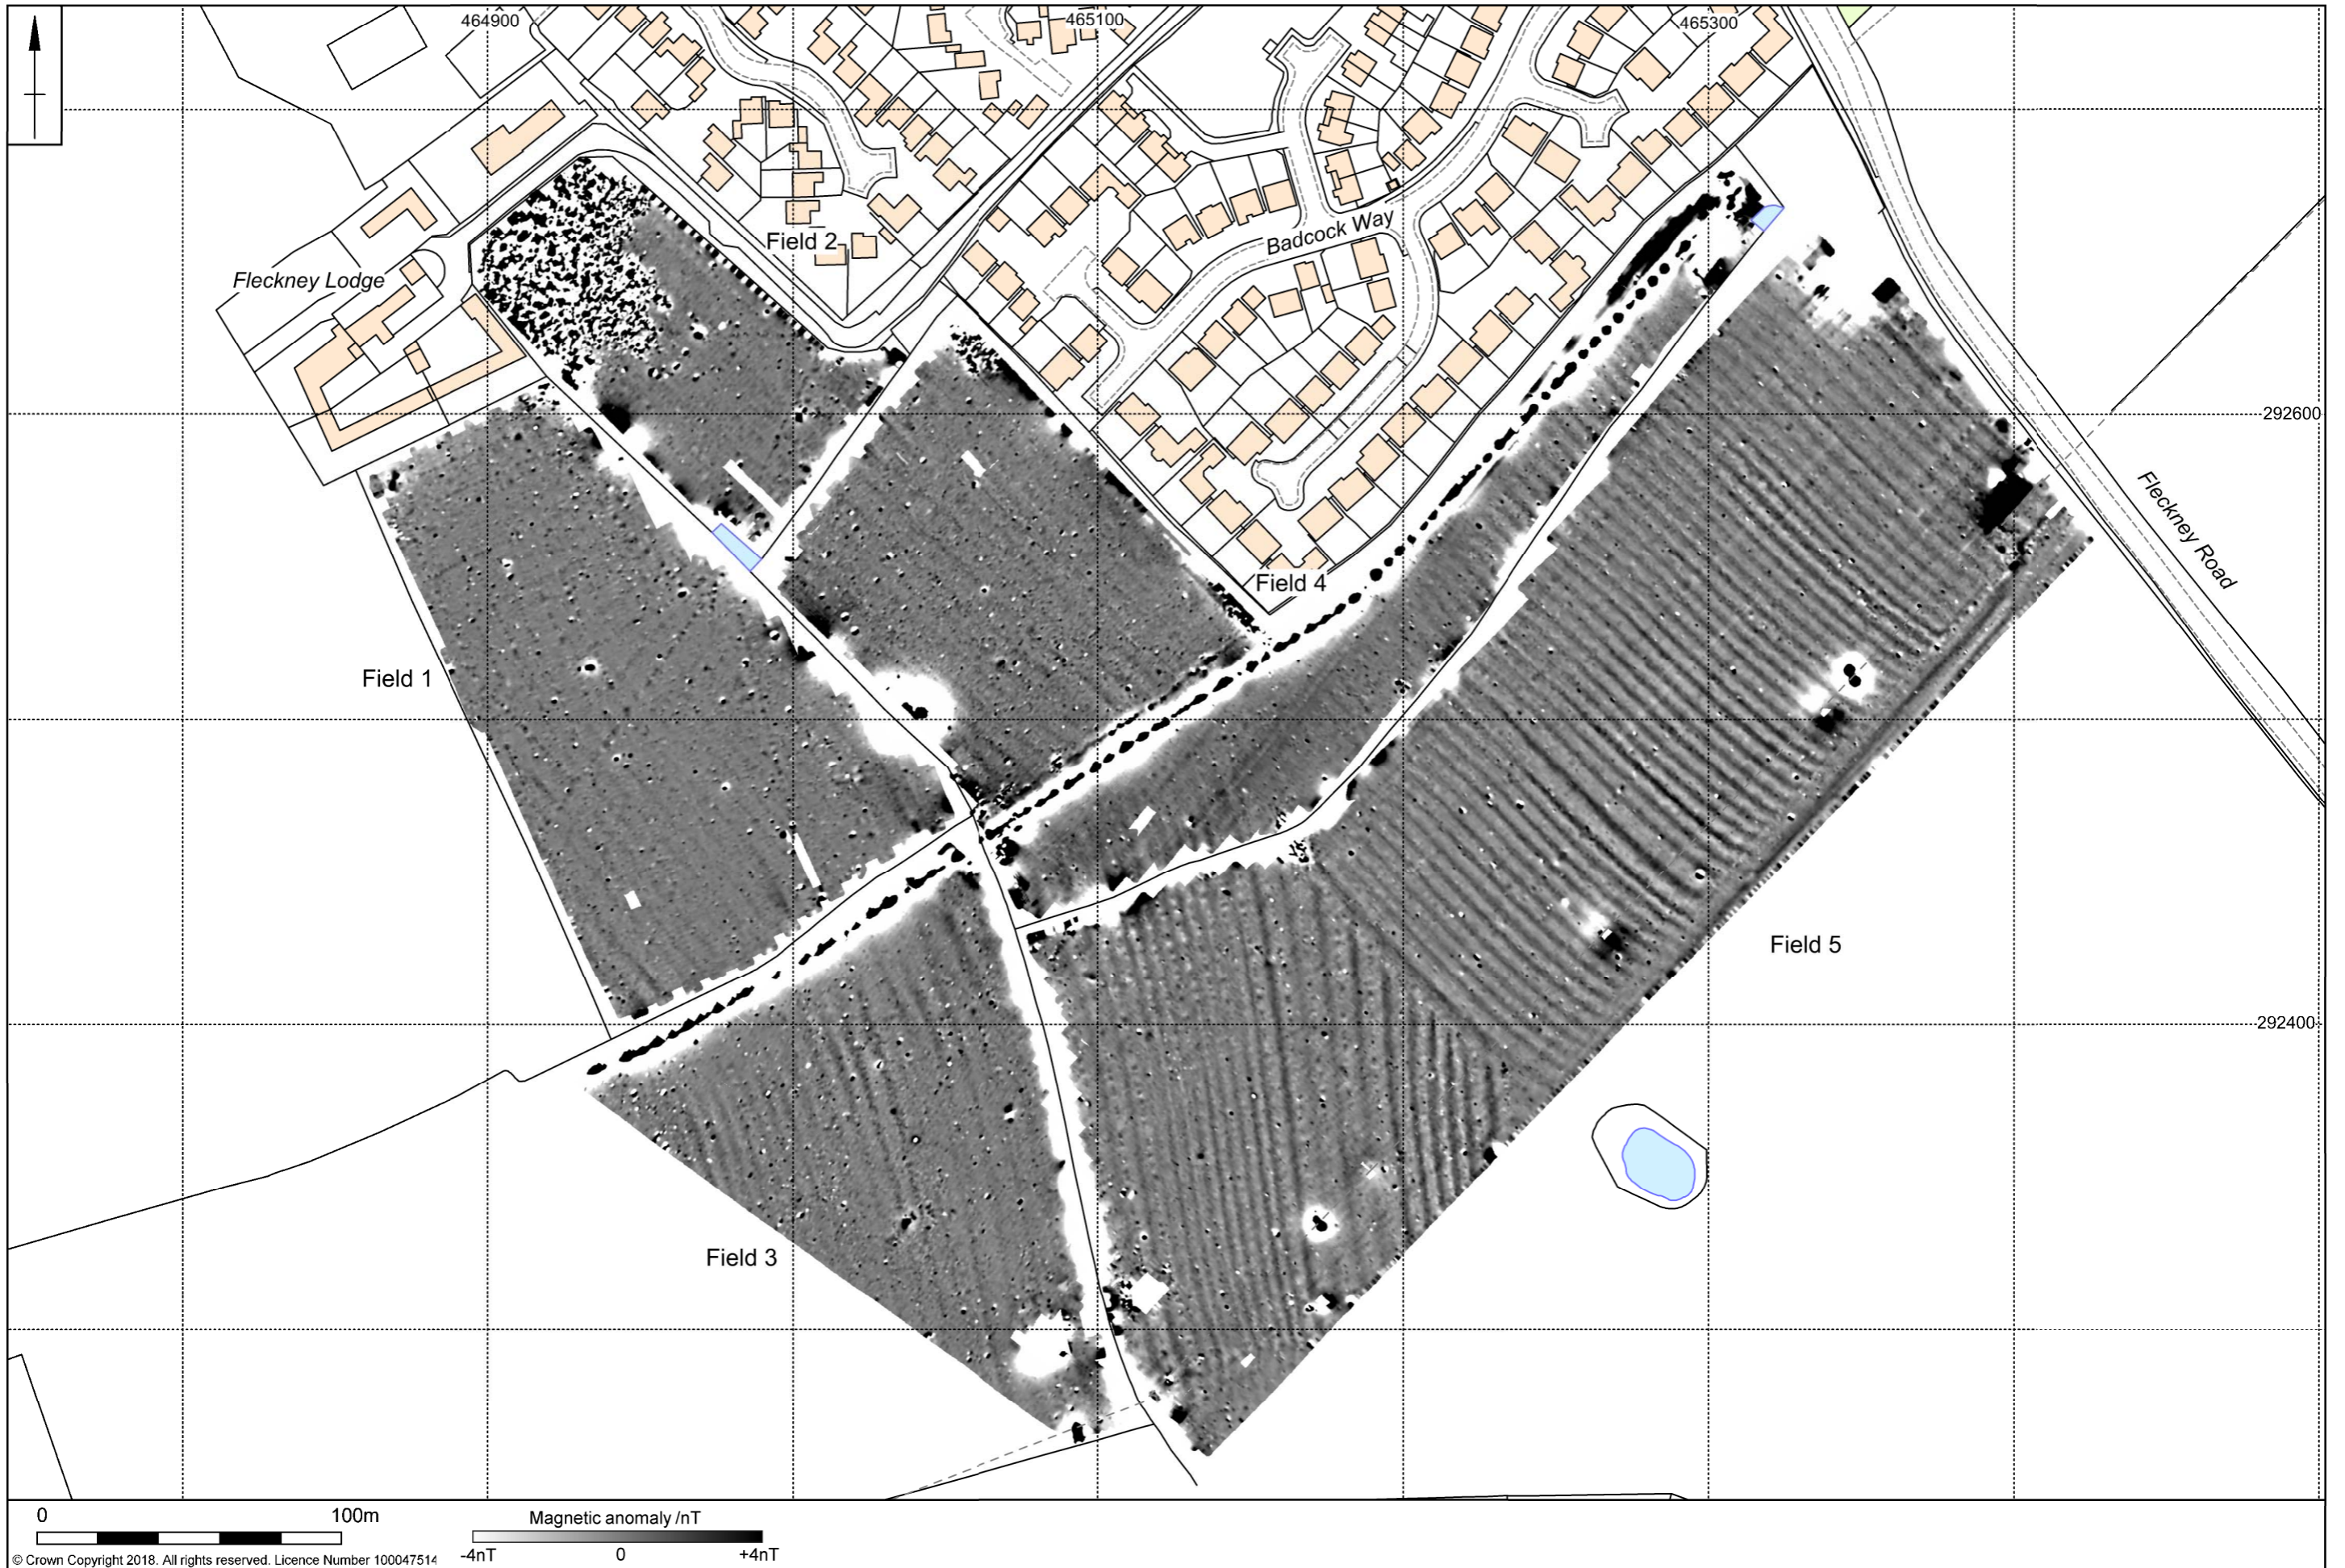 464900
465100
465300
Badcock Way
Field 2
Fleckney Lodge
292600
Fleckney Road
Field 4
Field 1
Field 5
292400
Field 3
0 100m
Magnetic anomaly /nT
-4nT 0 +4nT
© Crown Copyright 2018. All rights reserved. Licence Number 100047514